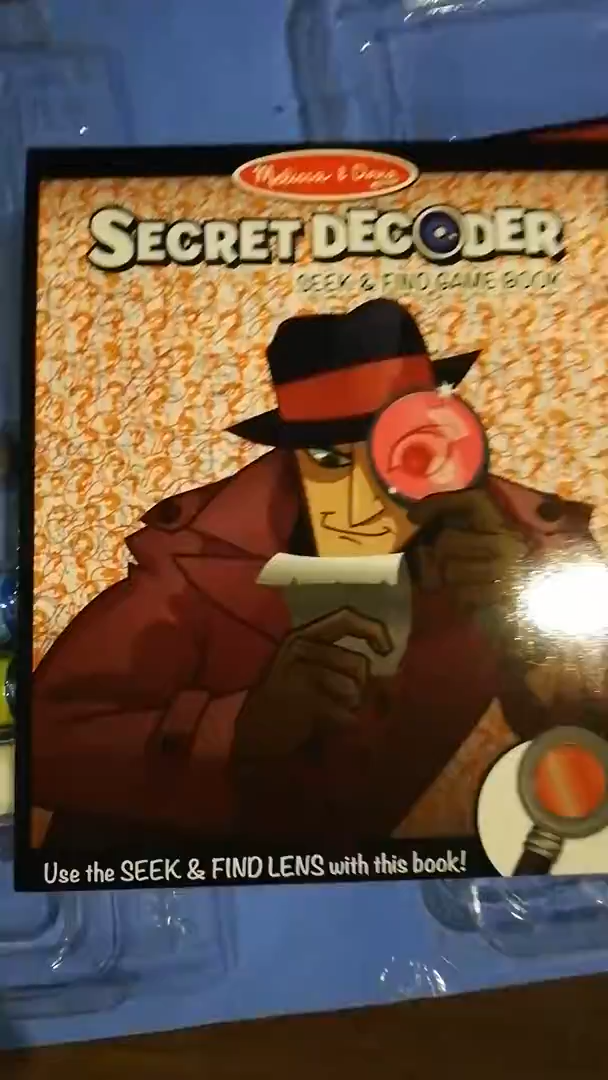 Melissa & Doug
SECRET DECODER
SEEK & FIND GAME BOOK
Use the SEEK & FIND LENS with this book!